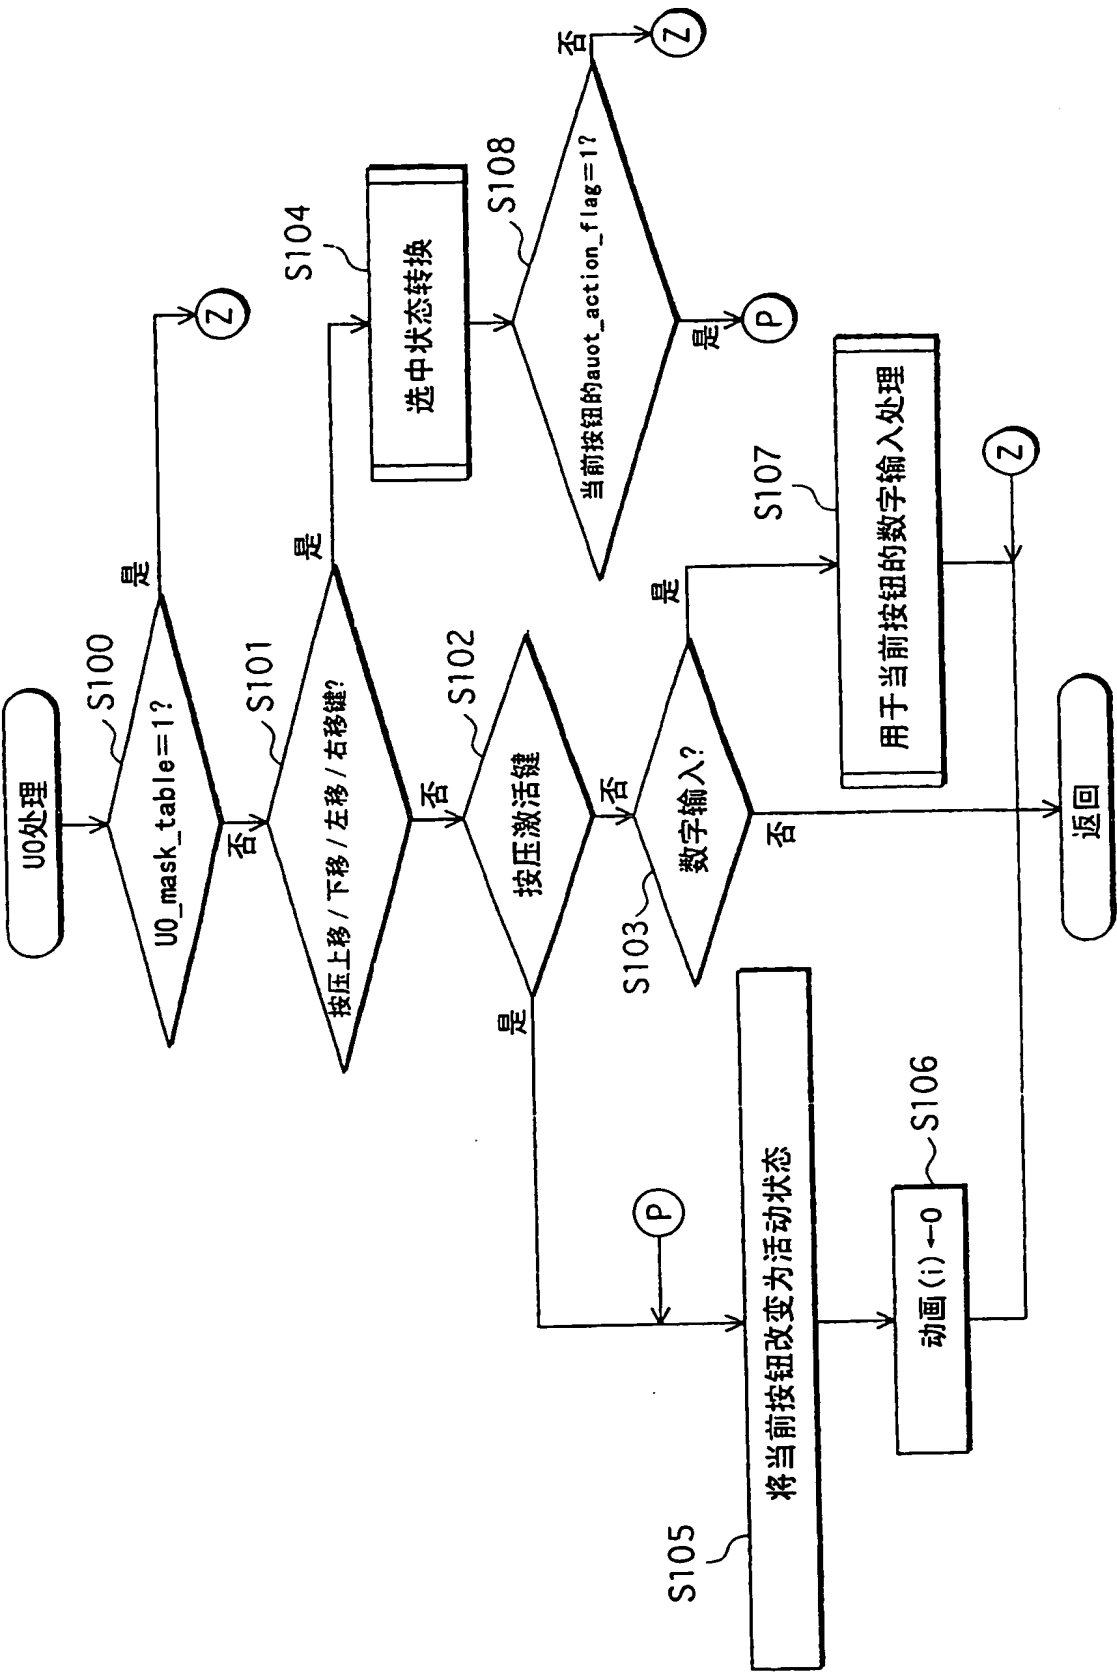 UO处理
S100
UO_mask_table＝1?
是
Z
否
S101
按压上移/下移/左移/右移键?
是
S104
选中状态转换
S108
当前按钮的auot_action_flag＝1?
否
Z
是
P
否
S102
按压激活键
是
否
S103
数字输入?
是
S107
用于当前按钮的数字输入处理
Z
否
P
S105
将当前按钮改变为活动状态
S106
动画(i)←0
返回